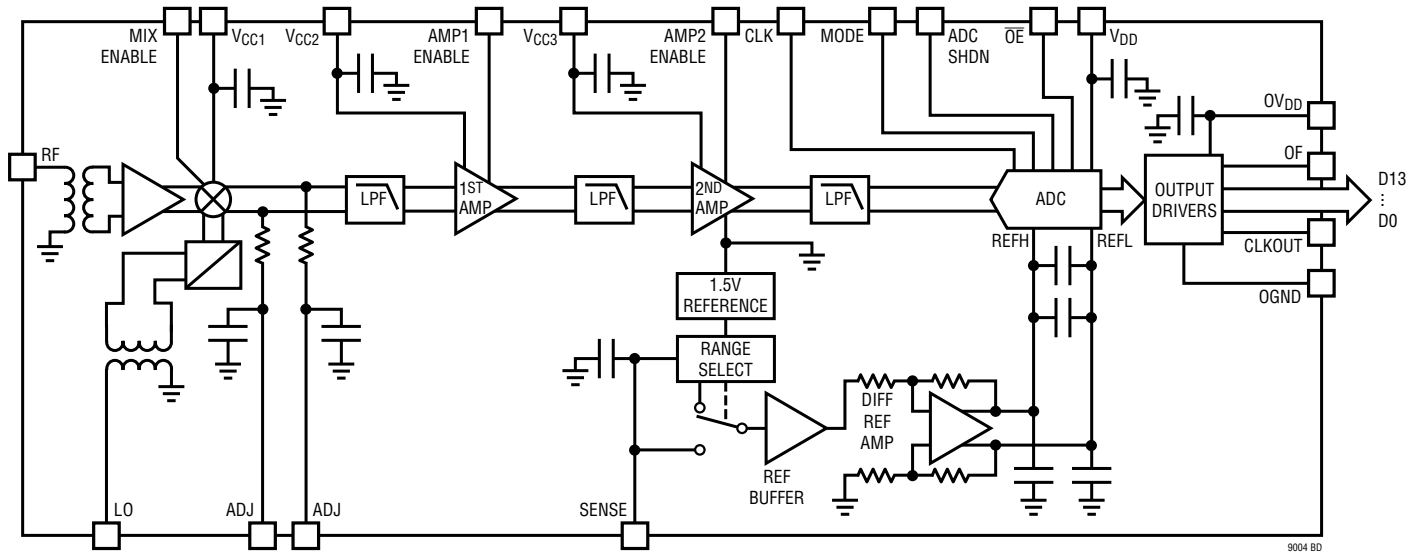 MIX
ENABLE
VCC1
VCC2
AMP1
ENABLE
VCC3
AMP2
ENABLE
CLK
MODE
ADC
SHDN
OE
VDD
OVDD
RF
OF
LPF
1ST
AMP
LPF
2ND
AMP
LPF
ADC
OUTPUT
DRIVERS
D13
⋮
D0
REFH
REFL
CLKOUT
OGND
1.5V
REFERENCE
RANGE
SELECT
DIFF
REF
AMP
REF
BUFFER
LO
ADJ
ADJ
SENSE
9004 BD